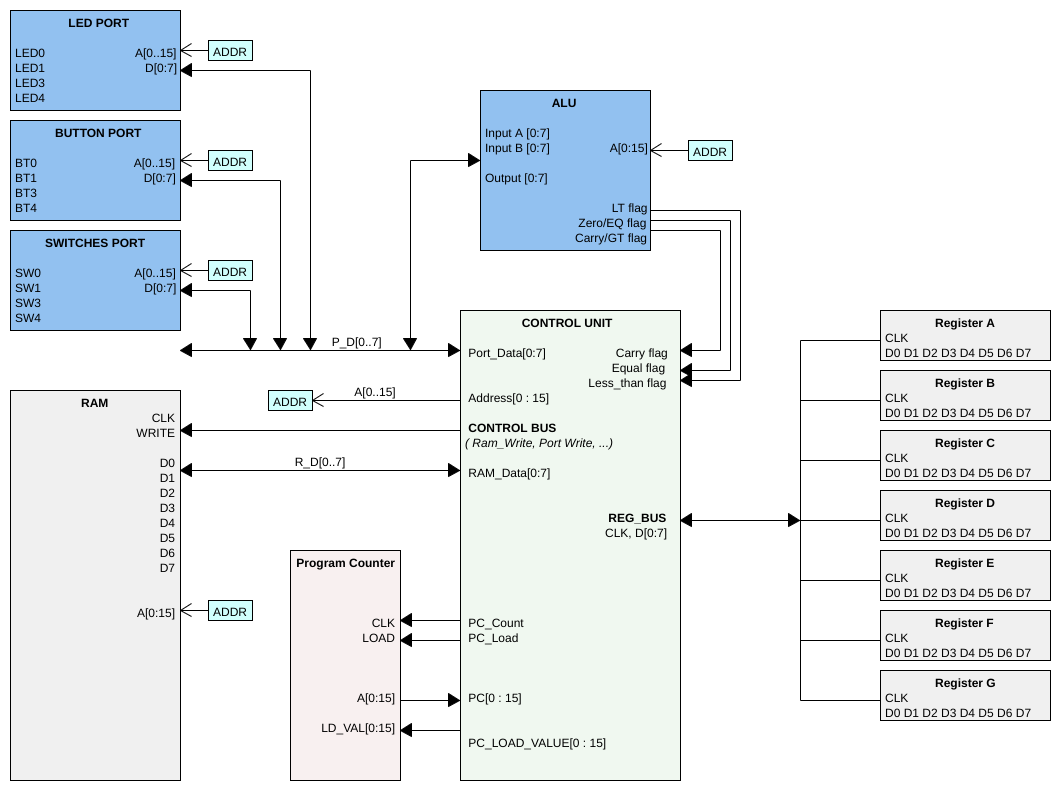 LED PORT
LED0
A[0..15]
ADDR
LED1
D[0:7]
LED3
LED4
BUTTON PORT
BT0
A[0..15]
ADDR
BT1
D[0:7]
BT3
BT4
SWITCHES PORT
SW0
A[0..15]
ADDR
SW1
D[0:7]
SW3
SW4
ALU
Input A [0:7]
Input B [0:7]
A[0:15]
ADDR
Output [0:7]
LT flag
Zero/EQ flag
Carry/GT flag
P_D[0..7]
A[0..15]
ADDR
R_D[0..7]
CONTROL UNIT
Port_Data[0:7]
Carry flag
Equal flag
Less_than flag
Address[0 : 15]
CONTROL BUS
( Ram_Write, Port Write, ...)
RAM_Data[0:7]
REG_BUS
CLK, D[0:7]
PC_Count
PC_Load
PC[0 : 15]
PC_LOAD_VALUE[0 : 15]
RAM
CLK
WRITE
D0
D1
D2
D3
D4
D5
D6
D7
A[0:15]
ADDR
Program Counter
CLK
LOAD
A[0:15]
LD_VAL[0:15]
Register A
CLK
D0 D1 D2 D3 D4 D5 D6 D7
Register B
CLK
D0 D1 D2 D3 D4 D5 D6 D7
Register C
CLK
D0 D1 D2 D3 D4 D5 D6 D7
Register D
CLK
D0 D1 D2 D3 D4 D5 D6 D7
Register E
CLK
D0 D1 D2 D3 D4 D5 D6 D7
Register F
CLK
D0 D1 D2 D3 D4 D5 D6 D7
Register G
CLK
D0 D1 D2 D3 D4 D5 D6 D7